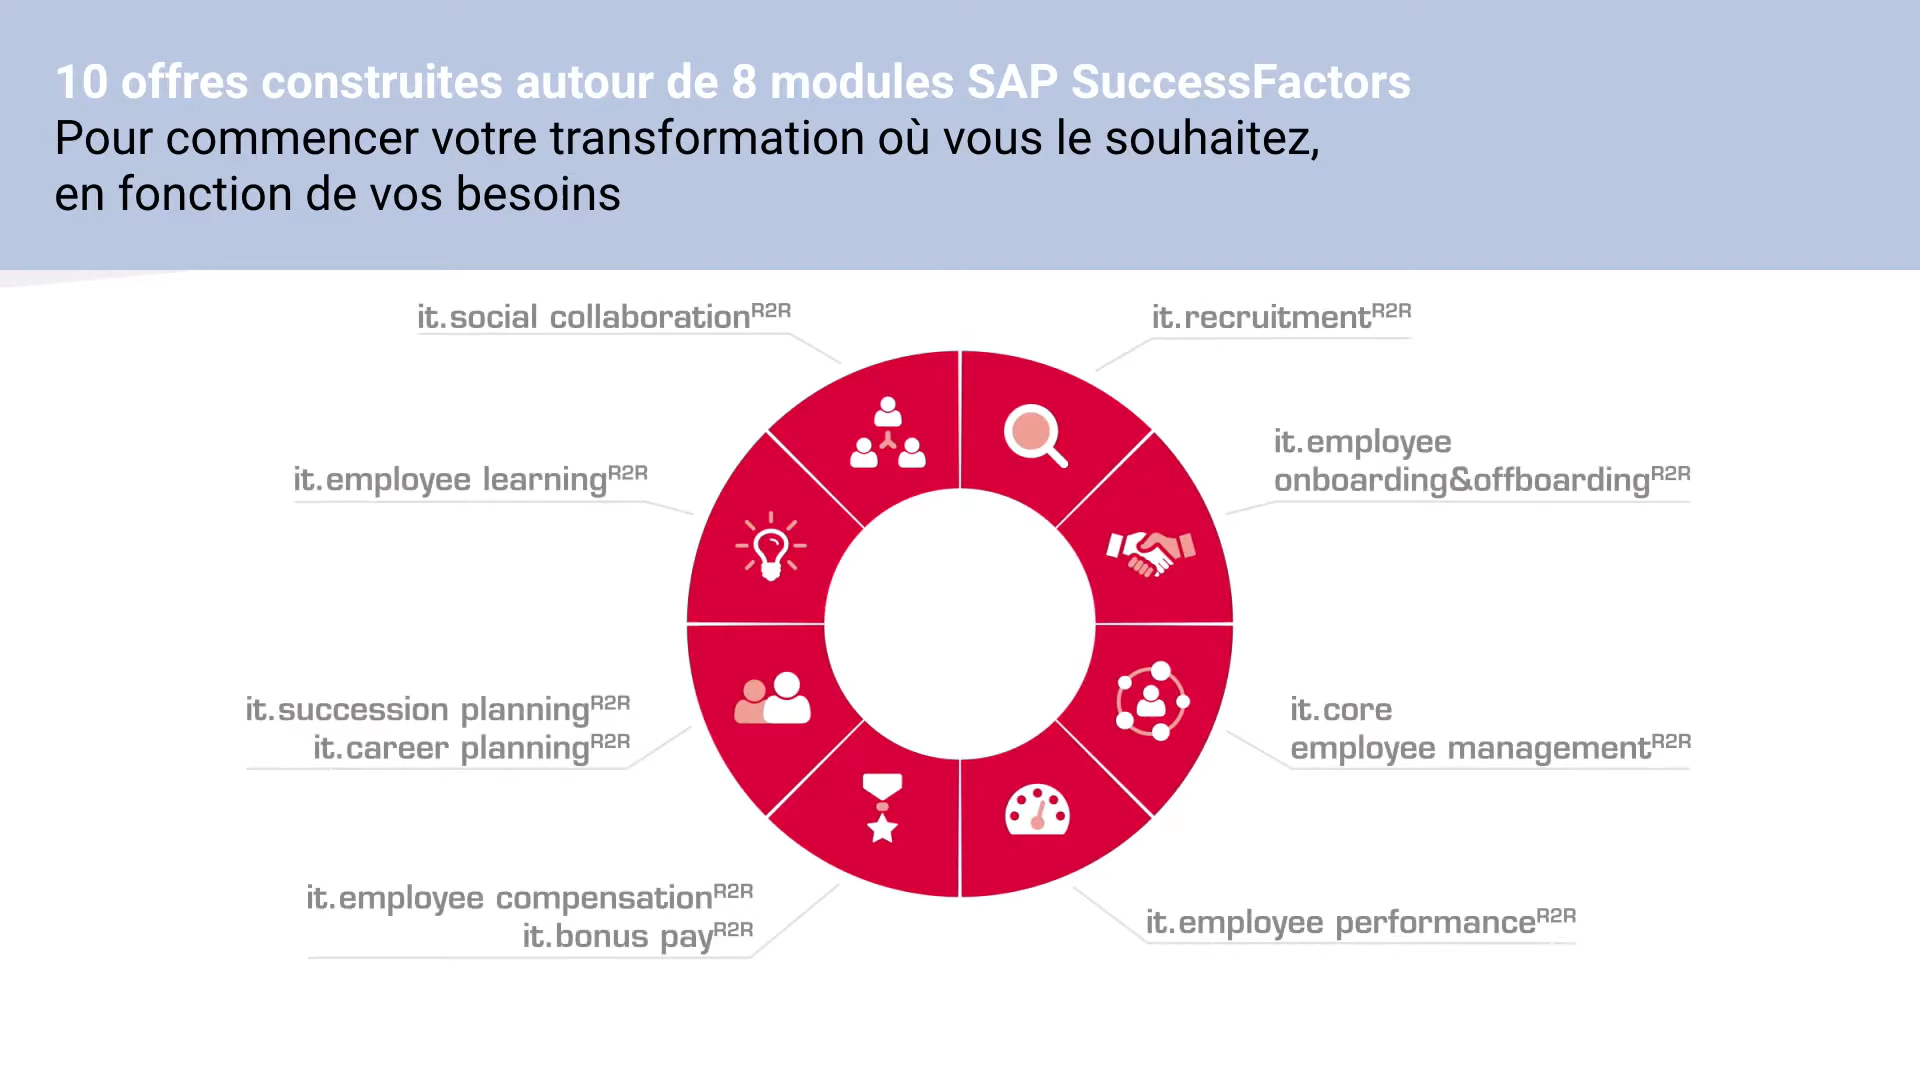 10 offres construites autour de 8 modules SAP SuccessFactors
Pour commencer votre transformation où vous le souhaitez,
en fonction de vos besoins
it.social collaborationR2R
it.recruitmentR2R
it.employee
onboarding&offboardingR2R
it.employee learningR2R
it.succession planningR2R
it.career planningR2R
it.core
employee managementR2R
it.employee compensationR2R
it.bonus payR2R
it.employee performanceR2R